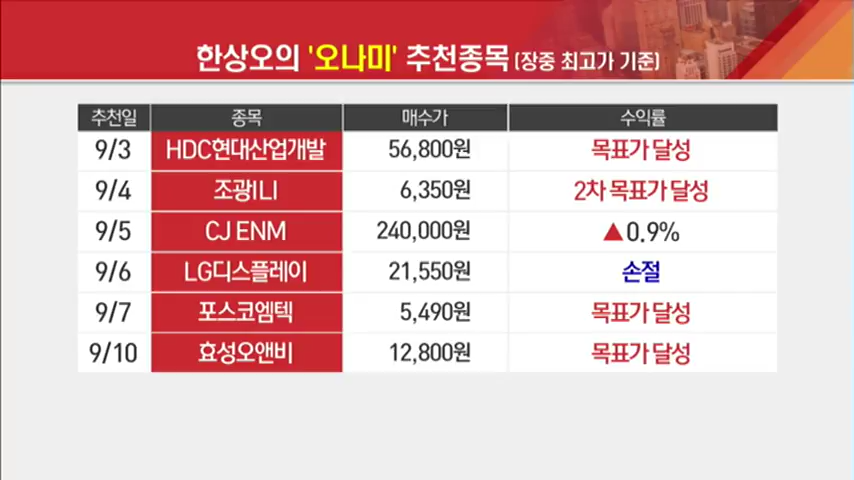 한상오의 '오나미' 추천종목 (장중 최고가 기준)
추천일 종목 매수가 수익률
9/3 HDC현대산업개발 56,800원 목표가 달성
9/4 조광ILI 6,350원 2차 목표가 달성
9/5 CJ ENM 240,000원 ▲0.9%
9/6 LG디스플레이 21,550원 손절
9/7 포스코엠텍 5,490원 목표가 달성
9/10 효성오앤비 12,800원 목표가 달성